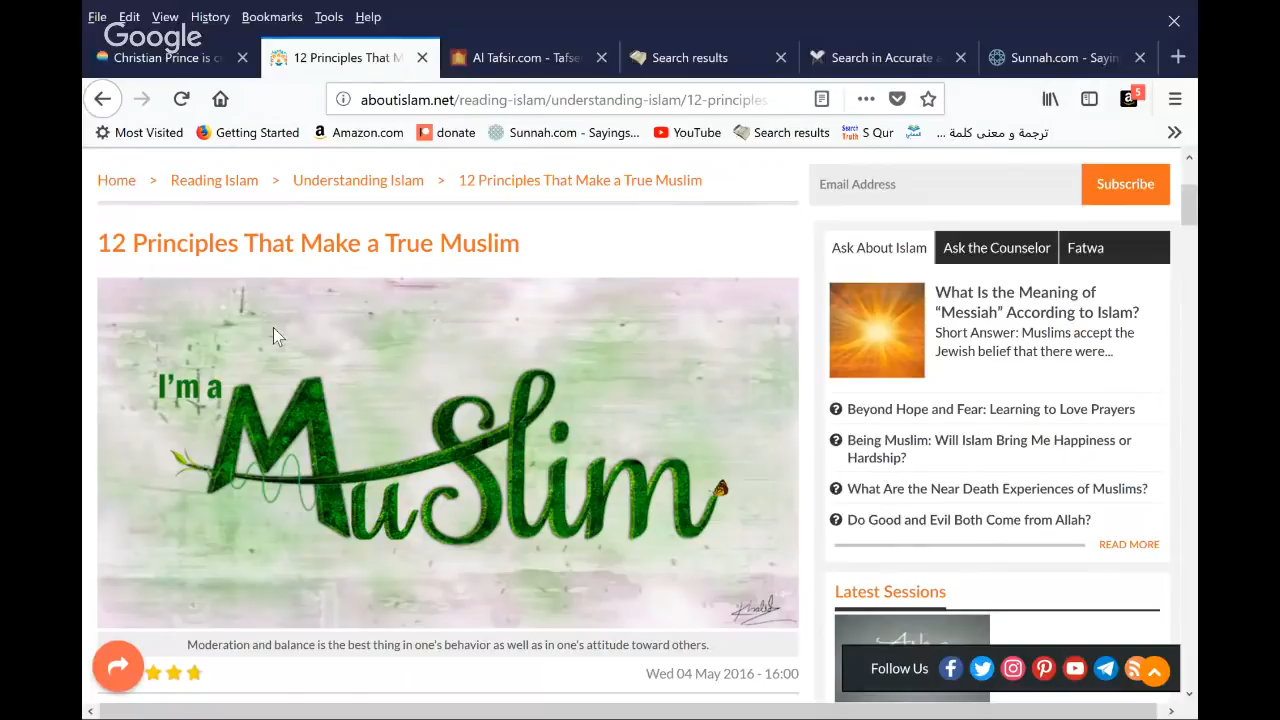 File Edit View History Bookmarks Tools Help
Google
Christian Prince is c
12 Principles That M
Al Tafsir.com - Tafse
Search results
Search in Accurate a
Sunnah.com - Sayin
aboutislam.net/reading-islam/understanding-islam/12-principles
5
Most Visited Getting Started Amazon.com donate Sunnah.com - Sayings... YouTube Search results Search Truth S Qur ترجمة و معنى كلمة ...
Home > Reading Islam > Understanding Islam > 12 Principles That Make a True Muslim
Email Address Subscribe
12 Principles That Make a True Muslim
I'm a
Muslim
Moderation and balance is the best thing in one's behavior as well as in one's attitude toward others.
Wed 04 May 2016 - 16:00
Ask About Islam Ask the Counselor Fatwa
What Is the Meaning of
“Messiah” According to Islam?
Short Answer: Muslims accept the
Jewish belief that there were...
Beyond Hope and Fear: Learning to Love Prayers
Being Muslim: Will Islam Bring Me Happiness or
Hardship?
What Are the Near Death Experiences of Muslims?
Do Good and Evil Both Come from Allah?
READ MORE
Latest Sessions
Follow Us